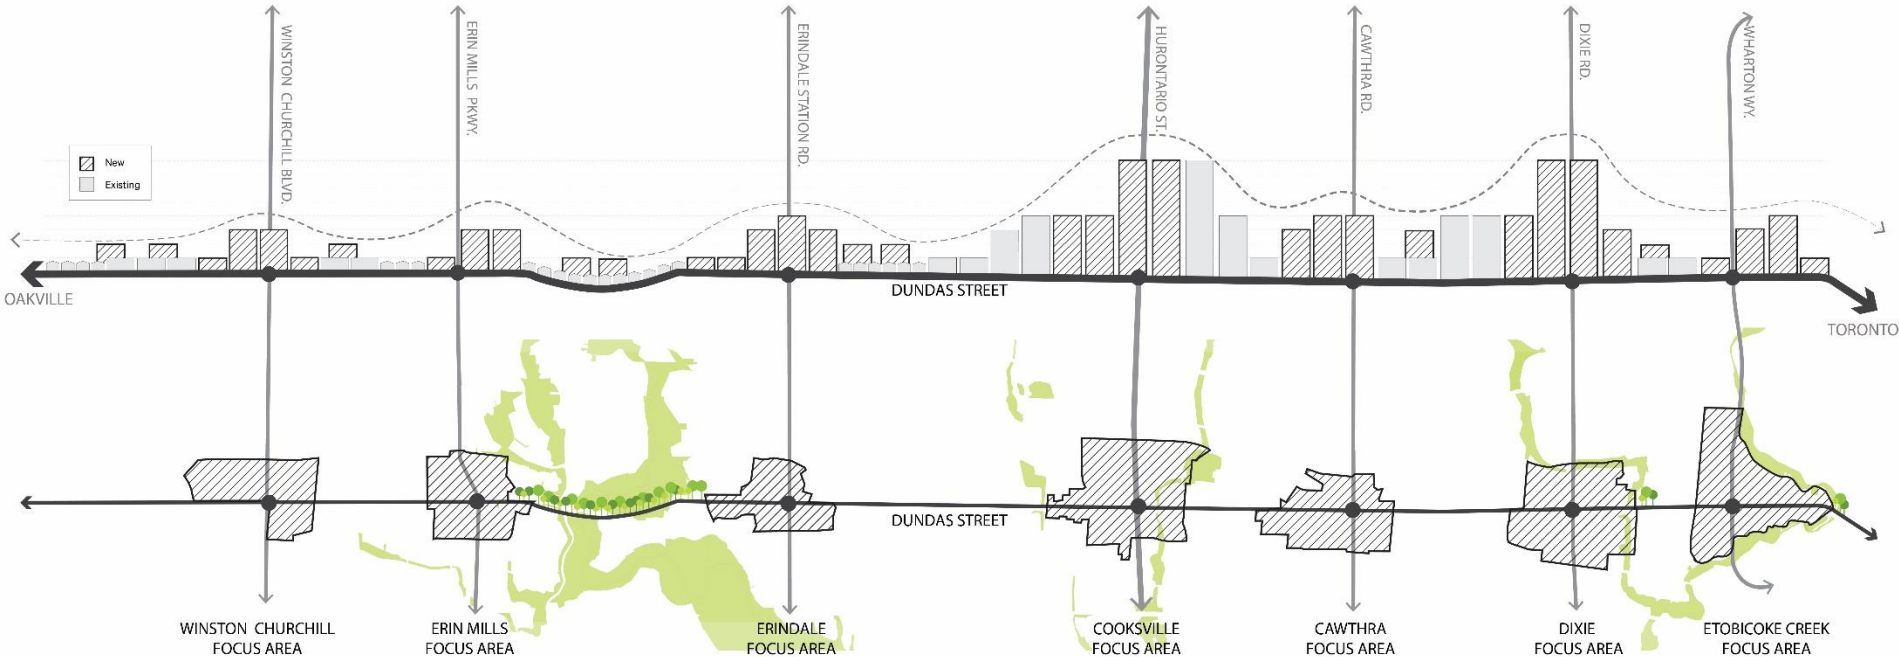 WINSTON CHURCHILL BLVD.
ERIN MILLS PKWY.
ERINDALE STATION RD.
HURONTARIO ST.
CAWTHRA RD.
DIXIE RD.
WHARTON WY.
New
Existing
OAKVILLE
DUNDAS STREET
TORONTO
DUNDAS STREET
WINSTON CHURCHILL
FOCUS AREA
ERIN MILLS
FOCUS AREA
ERINDALE
FOCUS AREA
COOKSVILLE
FOCUS AREA
CAWTHRA
FOCUS AREA
DIXIE
FOCUS AREA
ETOBICOKE CREEK
FOCUS AREA